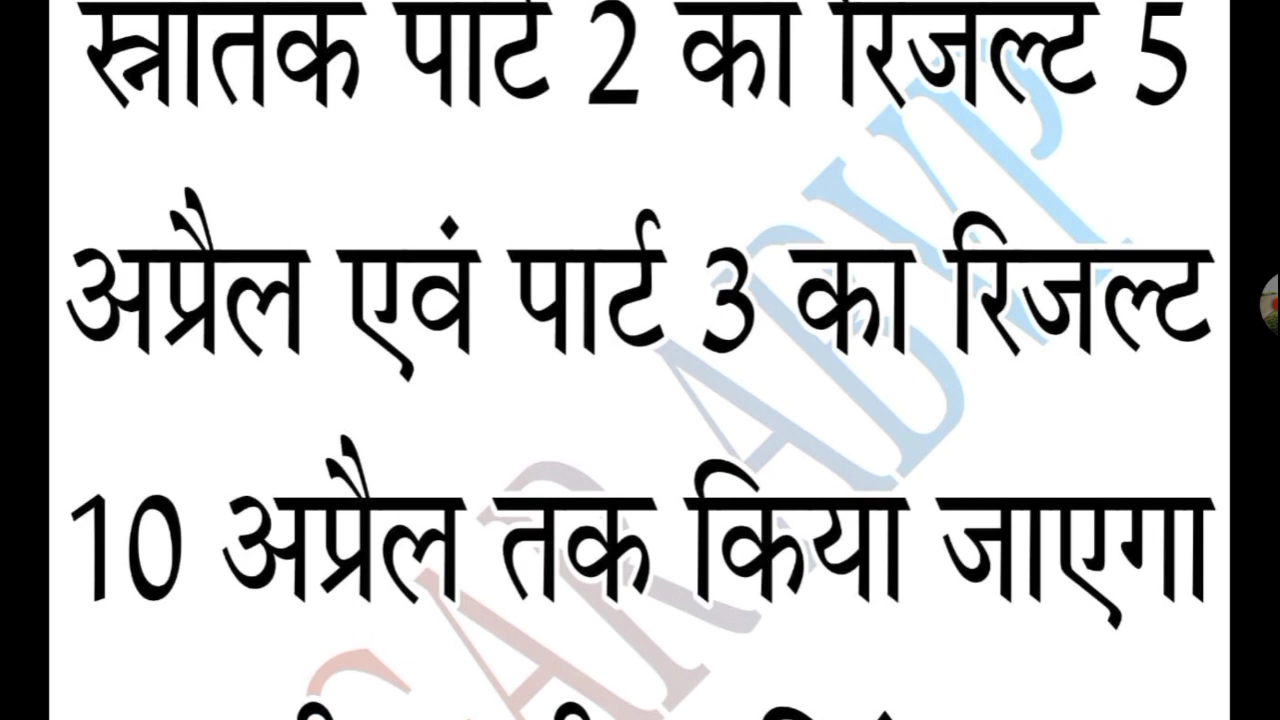 स्नातक पार्ट 2 का रिजल्ट 5
अप्रैल एवं पार्ट 3 का रिजल्ट
10 अप्रैल तक किया जाएगा